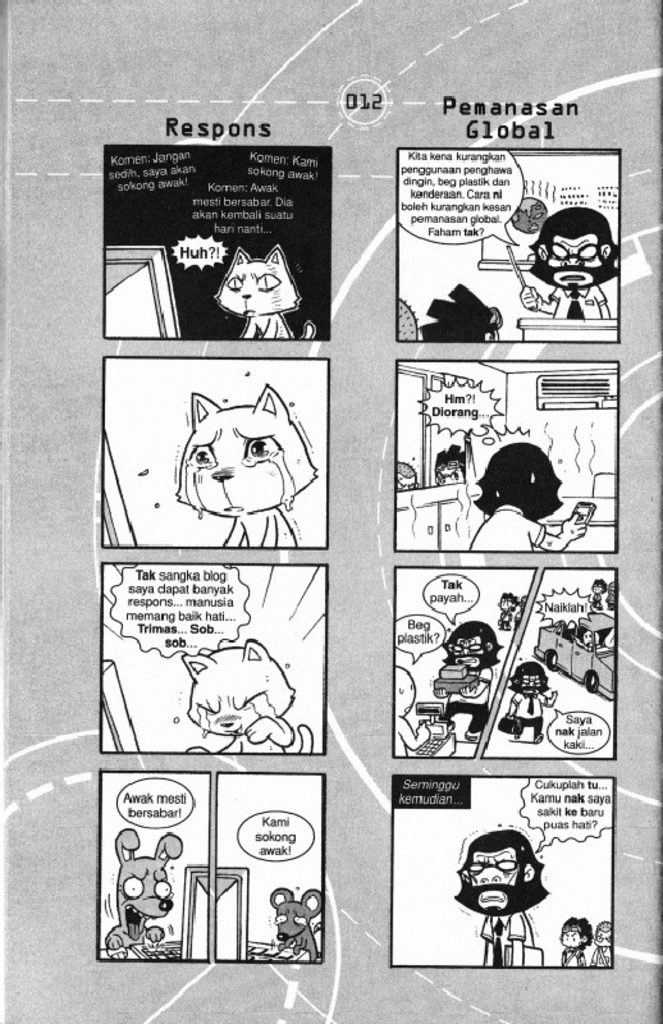 012
Respons
Komen: Jangan
sedih, saya akan
sokong awak!
Komen: Kami
sokong awak!
Komen: Awak
mesti bersabar. Dia
akan kembali suatu
hari nanti...
Huh?!
Tak sangka blog
saya dapat banyak
respons... manusia
memang baik hati...
Trimas... Sob...
sob...
Awak mesti
bersabar!
Kami
sokong
awak!
Pemanasan
Global
Kita kena kurangkan
penggunaan penghawa
dingin, beg plastik dan
kenderaan. Cara ni
boleh kurangkan kesan
pemanasan global.
Faham tak?
Hm?!
Diorang....
Tak
payah...
Beg
plastik?
Naiklah!
Saya
nak jalan
kaki...
Seminggu
kemudian...
Cukuplah tu...
Kamu nak saya
sakit ke baru
puas hati?